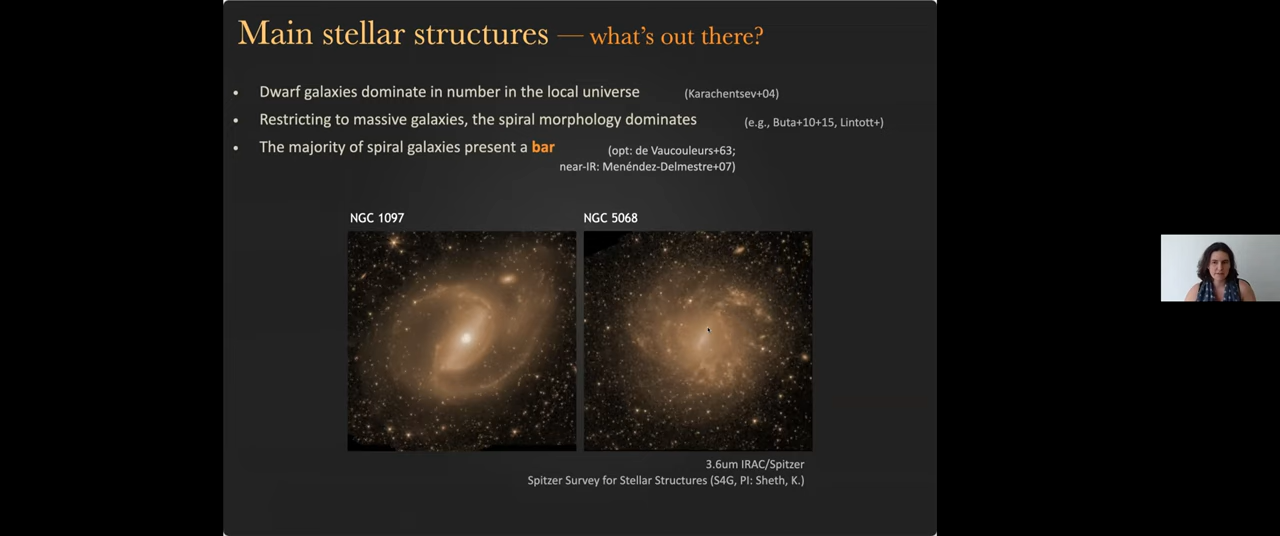 Main stellar structures — what's out there?
• Dwarf galaxies dominate in number in the local universe (Karachentsev+04)
• Restricting to massive galaxies, the spiral morphology dominates (e.g., Buta+10+15, Lintott+)
• The majority of spiral galaxies present a bar (opt: de Vaucouleurs+63;
near-IR: Menéndez-Delmestre+07)
NGC 1097 NGC 5068
3.6um IRAC/Spitzer
Spitzer Survey for Stellar Structures (S4G, PI: Sheth, K.)